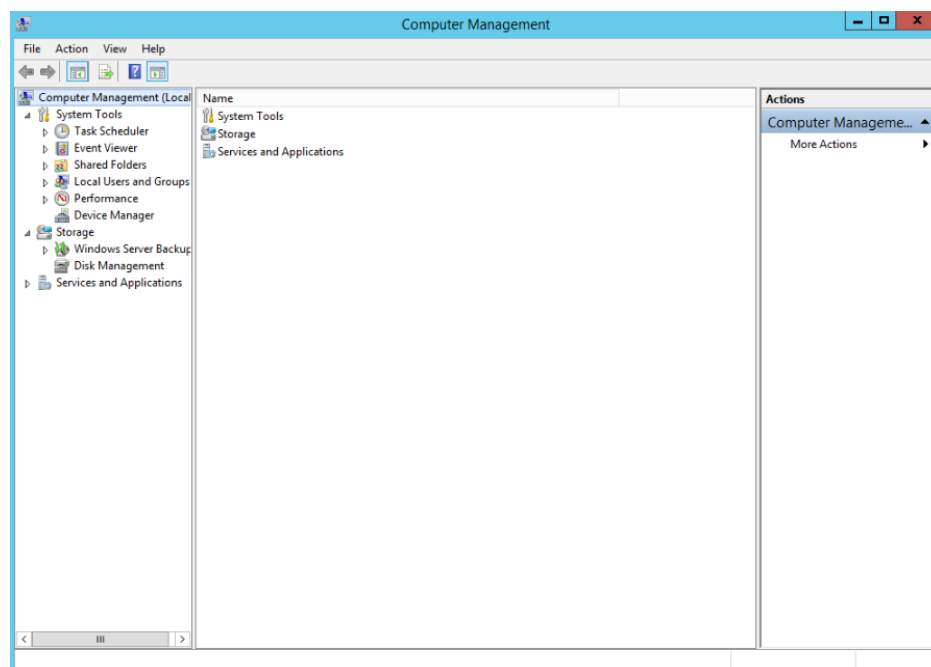 Computer Management
File Action View Help
Computer Management (Local
System Tools
Task Scheduler
Event Viewer
Shared Folders
Local Users and Groups
Performance
Device Manager
Storage
Windows Server Backup
Disk Management
Services and Applications
Name
System Tools
Storage
Services and Applications
Actions
Computer Manageme...
More Actions